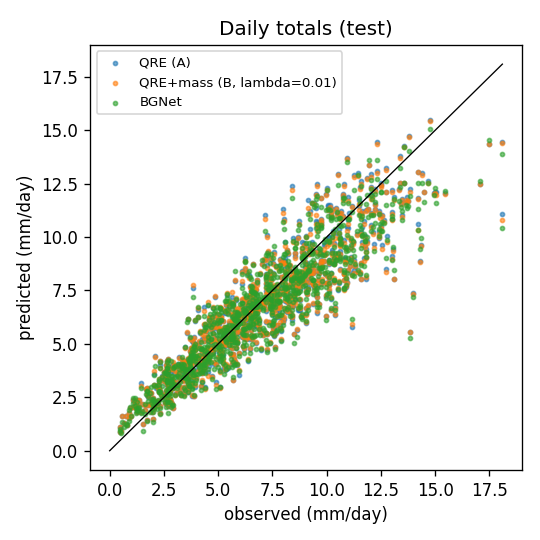 Daily totals (test)
QRE (A)
QRE+mass (B, lambda=0.01)
BGNet
17.5
15.0
12.5
10.0
7.5
5.0
2.5
0.0
predicted (mm/day)
0.0 2.5 5.0 7.5 10.0 12.5 15.0 17.5
observed (mm/day)